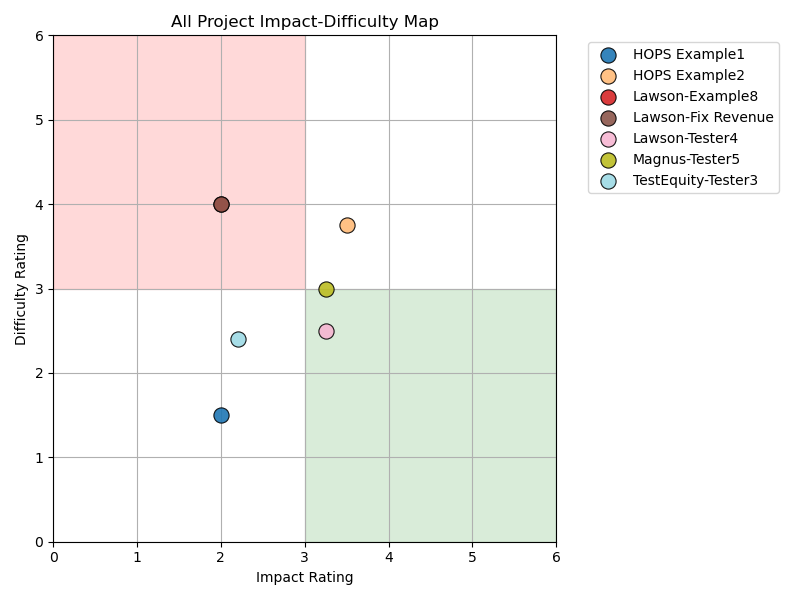 All Project Impact-Difficulty Map
HOPS Example1
HOPS Example2
Lawson-Example8
Lawson-Fix Revenue
Lawson-Tester4
Magnus-Tester5
TestEquity-Tester3
Difficulty Rating
6
5
4
3
2
1
0
0 1 2 3 4 5 6
Impact Rating